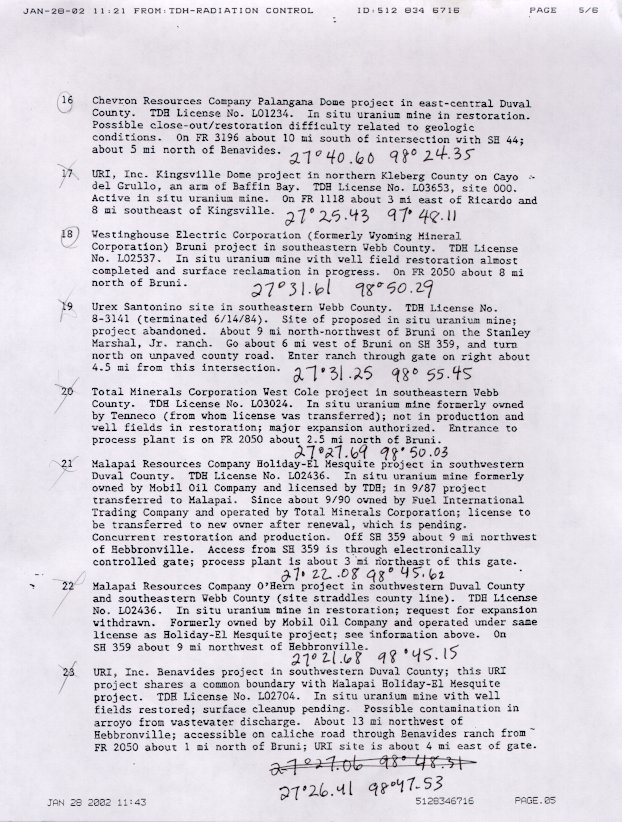 JAN-28-02 11:21 FROM:TDH-RADIATION CONTROL ID:512 834 6716 PAGE 5/6
16 Chevron Resources Company Palangana Dome project in east-central Duval
County. TDH License No. L01234. In situ uranium mine in restoration.
Possible close-out/restoration difficulty related to geologic
conditions. On FR 3196 about 10 mi south of intersection with SH 44;
about 5 mi north of Benavides. 27°40.60 98°24.35
17 URI, Inc. Kingsville Dome project in northern Kleberg County on Cayo
del Grullo, an arm of Baffin Bay. TDH License No. L03653, site 000.
Active in situ uranium mine. On FR 1118 about 3 mi east of Ricardo and
8 mi southeast of Kingsville. 27°25.43 97°48.11
18 Westinghouse Electric Corporation (formerly Wyoming Mineral
Corporation) Bruni project in southeastern Webb County. TDH License
No. L02537. In situ uranium mine with well field restoration almost
completed and surface reclamation in progress. On FR 2050 about 8 mi
north of Bruni. 27°31.61 98°50.29
19 Urex Santonino site in southeastern Webb County. TDH License No.
8-3141 (terminated 6/14/84). Site of proposed in situ uranium mine;
project abandoned. About 9 mi north-northwest of Bruni on the Stanley
Marshal, Jr. ranch. Go about 6 mi west of Bruni on SH 359, and turn
north on unpaved county road. Enter ranch through gate on right about
4.5 mi from this intersection. 27°31.25 98° 55.45
20 Total Minerals Corporation West Cole project in southeastern Webb
County. TDH License No. L03024. In situ uranium mine formerly owned
by Tenneco (from whom license was transferred); not in production and
well fields in restoration; major expansion authorized. Entrance to
process plant is on FR 2050 about 2.5 mi north of Bruni.
27°27.69 98°50.03
21 Malapai Resources Company Holiday-El Mesquite project in southwestern
Duval County. TDH License No. L02436. In situ uranium mine formerly
owned by Mobil Oil Company and licensed by TDH; in 9/87 project
transferred to Malapai. Since about 9/90 owned by Fuel International
Trading Company and operated by Total Minerals Corporation; license to
be transferred to new owner after renewal, which is pending.
Concurrent restoration and production. Off SH 359 about 9 mi northwest
of Hebbronville. Access from SH 359 is through electronically
controlled gate; process plant is about 3 mi northeast of this gate.
27° 22.08 98° 45.62
22 Malapai Resources Company O'Hern project in southwestern Duval County
and southeastern Webb County (site straddles county line). TDH License
No. L02436. In situ uranium mine in restoration; request for expansion
withdrawn. Formerly owned by Mobil Oil Company and operated under same
license as Holiday-El Mesquite project; see information above. On
SH 359 about 9 mi northwest of Hebbronville.
27°21.68 98°45.15
23 URI, Inc. Benavides project in southwestern Duval County; this URI
project shares a common boundary with Malapai Holiday-El Mesquite
project. TDH License No. L02704. In situ uranium mine with well
fields restored; surface cleanup pending. Possible contamination in
arroyo from wastewater discharge. About 13 mi northwest of
Hebbronville; accessible on caliche road through Benavides ranch from
FR 2050 about 1 mi north of Bruni; URI site is about 4 mi east of gate.
27°27.06 98° 48.31
27°26.41 98°47.53
JAN 28 2002 11:43 5128346716 PAGE.05